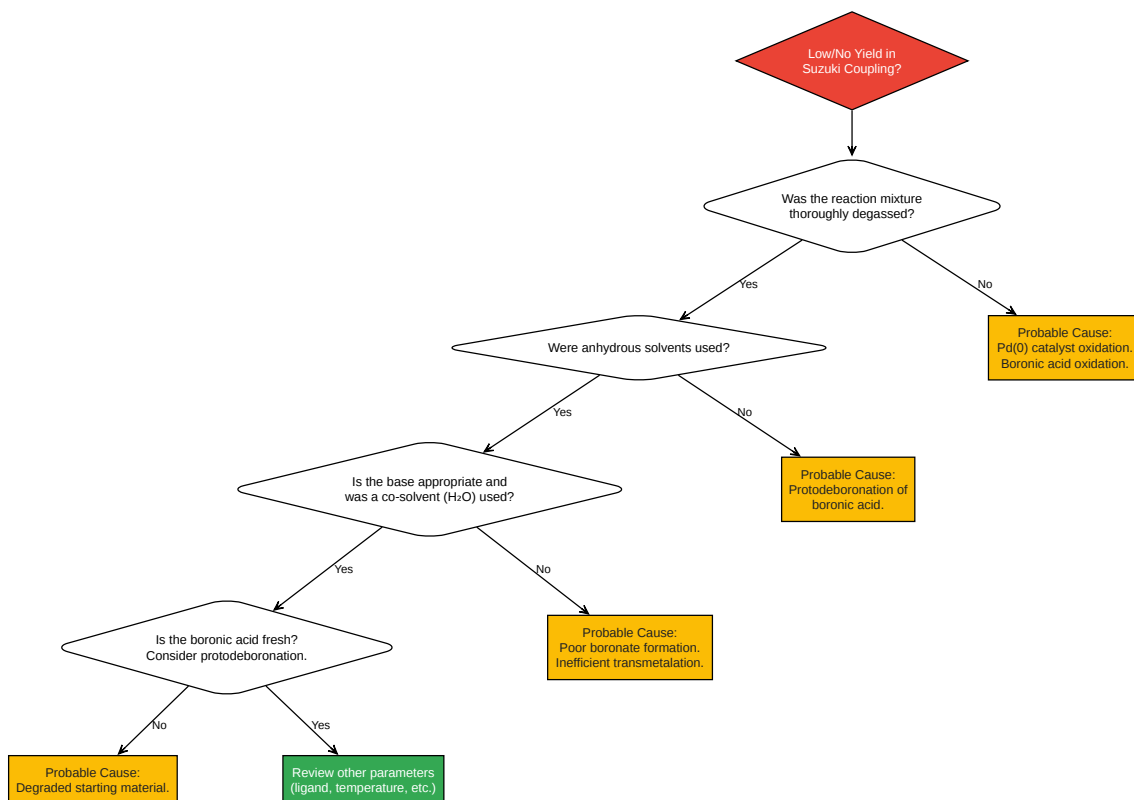 Low/No Yield in
Suzuki Coupling?
Was the reaction mixture
thoroughly degassed?
Yes
No
Probable Cause:
Pd(0) catalyst oxidation.
Boronic acid oxidation.
Were anhydrous solvents used?
Yes
No
Probable Cause:
Protodeboronation of
boronic acid.
Is the base appropriate and
was a co-solvent (H₂O) used?
Yes
No
Probable Cause:
Poor boronate formation.
Inefficient transmetalation.
Is the boronic acid fresh?
Consider protodeboronation.
No
Yes
Probable Cause:
Degraded starting material.
Review other parameters
(ligand, temperature, etc.)